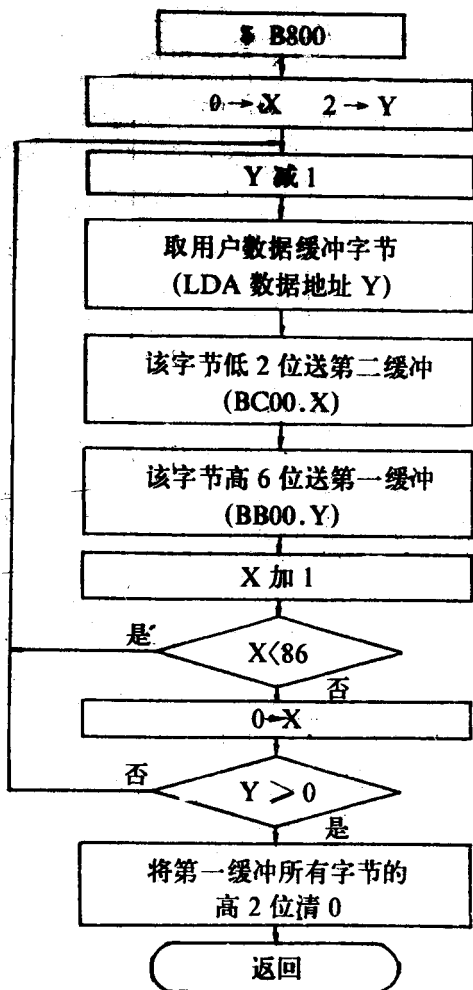 $ B800
0→X 2→Y
Y 减 1
取用户数据缓冲字节
(LDA 数据地址 Y)
该字节低 2 位送第二缓冲
(BC00.X)
该字节高 6 位送第一缓冲
(BB00.Y)
X 加 1
是
X<86
否
0→X
否
Y > 0
是
将第一缓冲所有字节的
高 2 位清 0
返回